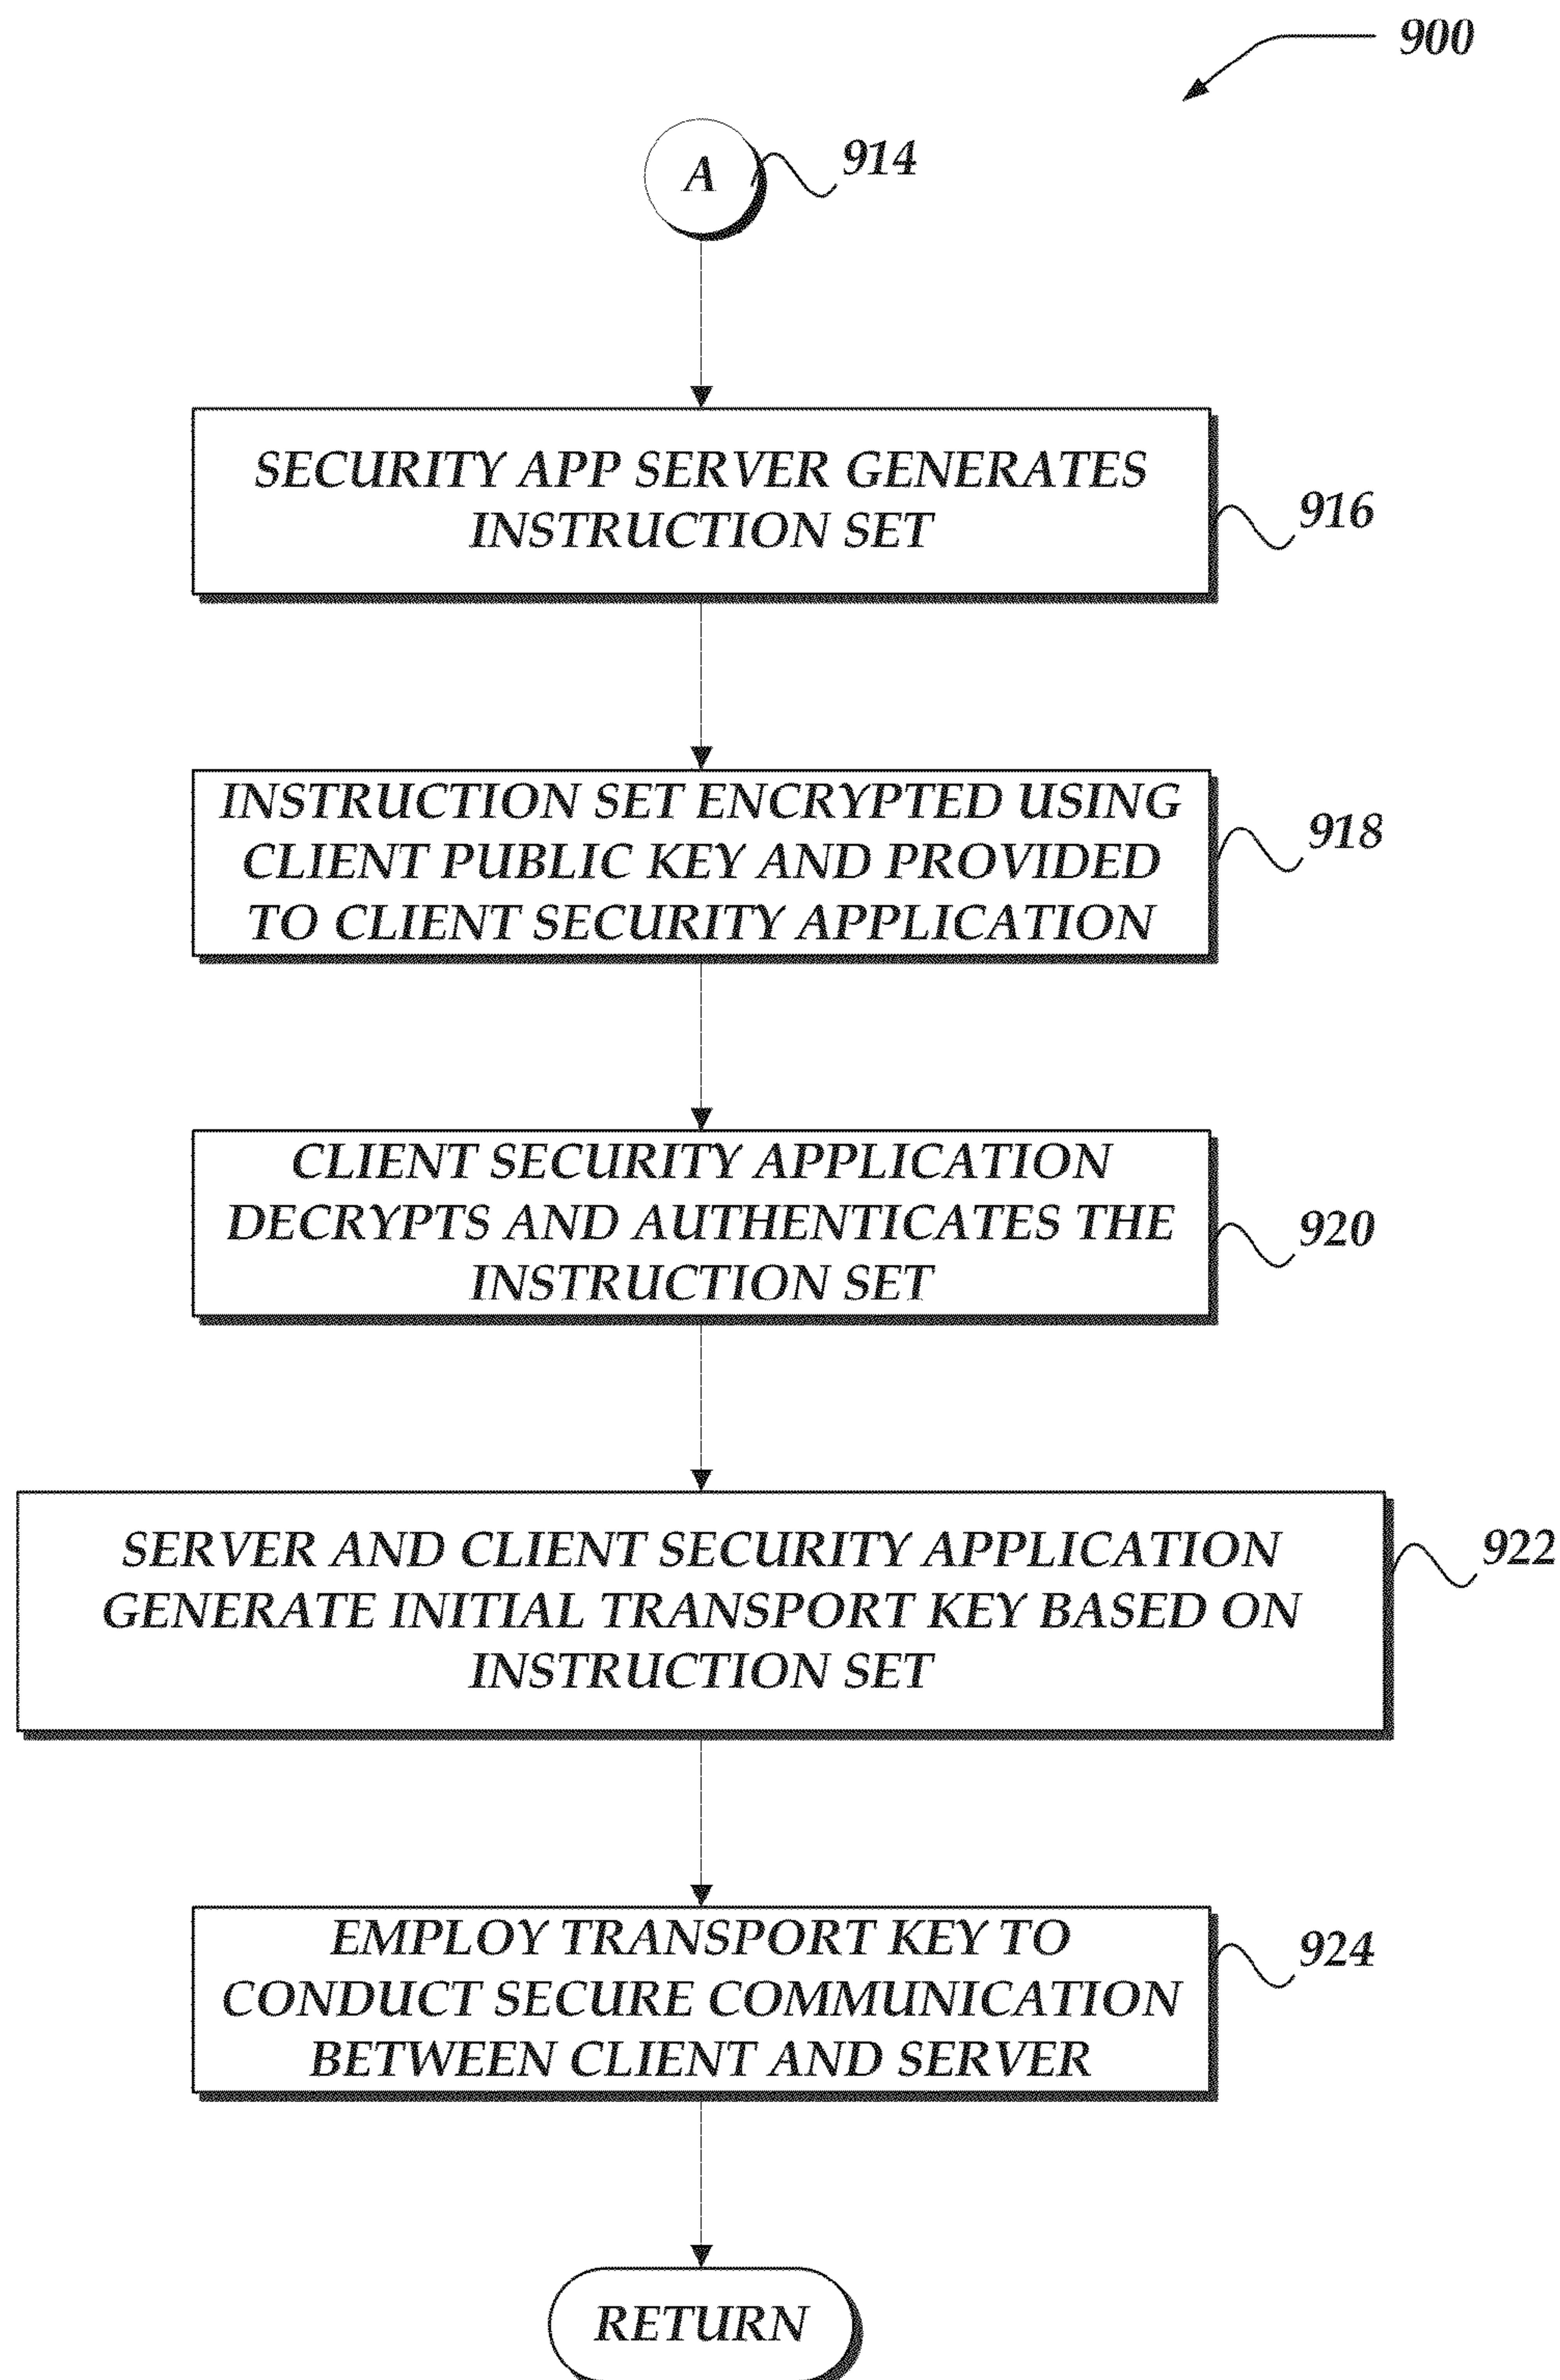 900
A
914
SECURITY APP SERVER GENERATES
INSTRUCTION SET
916
INSTRUCTION SET ENCRYPTED USING
CLIENT PUBLIC KEY AND PROVIDED
TO CLIENT SECURITY APPLICATION
918
CLIENT SECURITY APPLICATION
DECRYPTS AND AUTHENTICATES THE
INSTRUCTION SET
920
SERVER AND CLIENT SECURITY APPLICATION
GENERATE INITIAL TRANSPORT KEY BASED ON
INSTRUCTION SET
922
EMPLOY TRANSPORT KEY TO
CONDUCT SECURE COMMUNICATION
BETWEEN CLIENT AND SERVER
924
RETURN